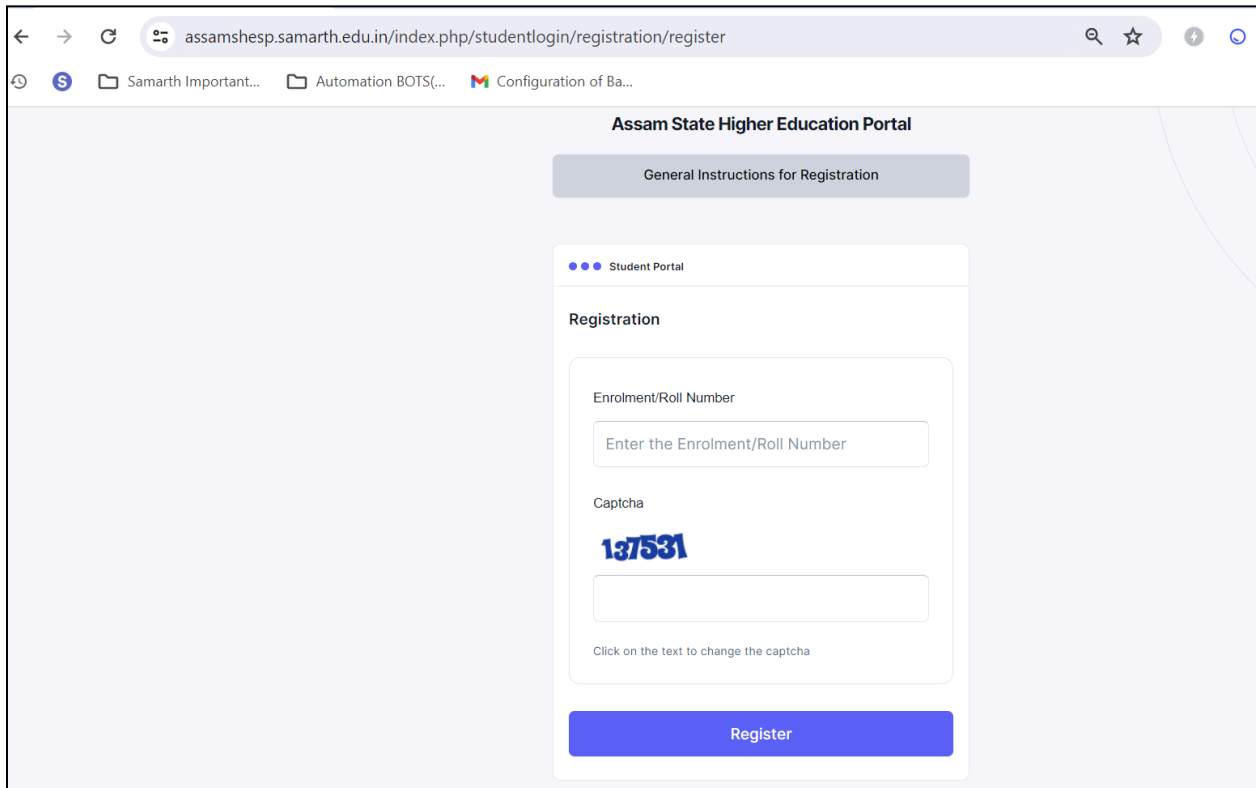 assamshesp.samarth.edu.in/index.php/studentlogin/registration/register
S Samarth Important... Automation BOTS(... Configuration of Ba...
Assam State Higher Education Portal
General Instructions for Registration
Student Portal
Registration
Enrolment/Roll Number
Enter the Enrolment/Roll Number
Captcha
137531
Click on the text to change the captcha
Register